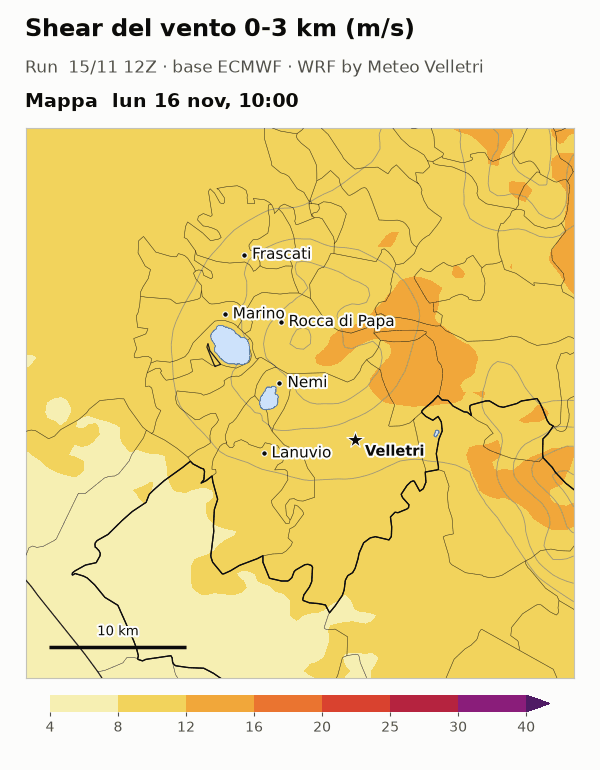 Shear del vento 0-3 km (m/s)
Run  15/11 12Z · base ECMWF · WRF by Meteo Velletri
Mappa  lun 16 nov, 10:00
Frascati
Marino
Rocca di Papa
Nemi
Velletri
Lanuvio
10 km
4 8 12 16 20 25 30 40